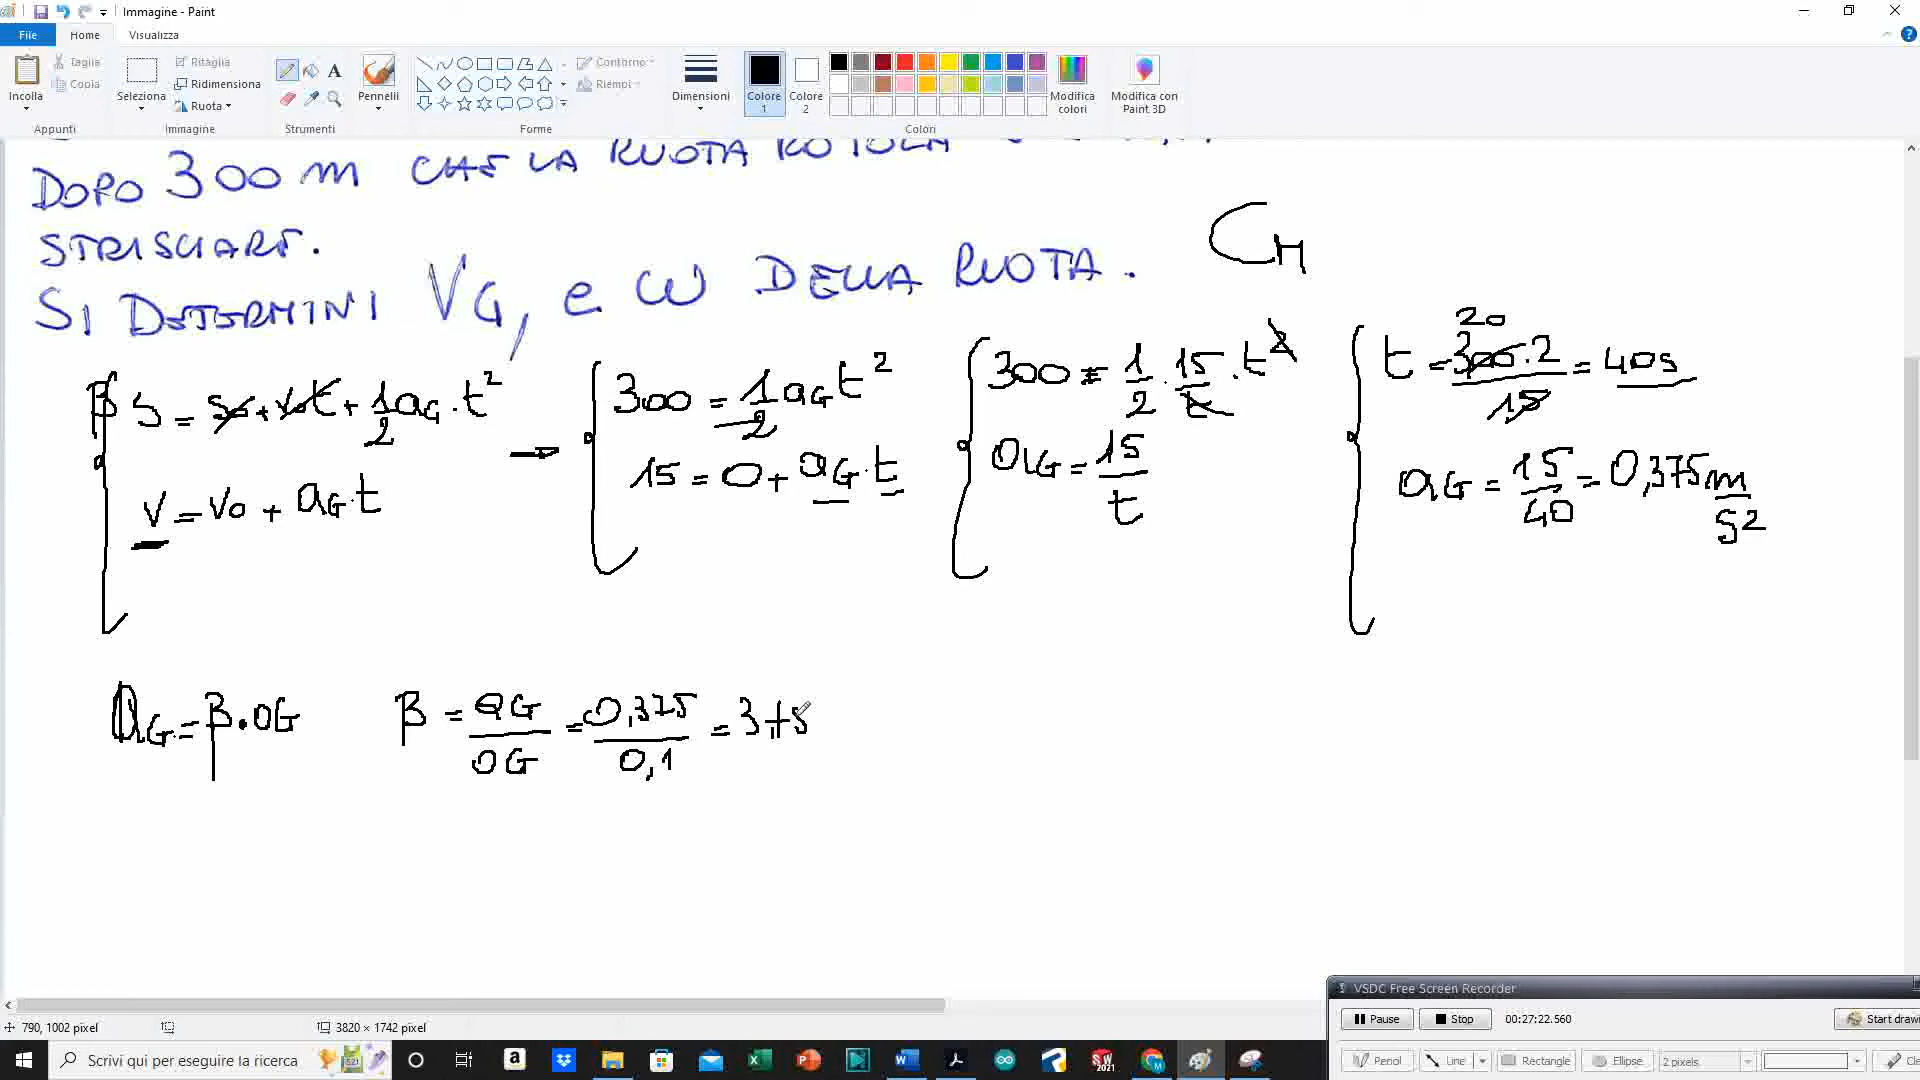 Immagine - Paint
File Home Visualizza
Incolla Taglia Copia Appunti
Seleziona Ritaglia Ridimensiona Ruota Immagine
Strumenti
Pennelli
Contorno Riempi Forme
Dimensioni
Colore 1 Colore 2 Modifica colori Colori
Modifica con Paint 3D
CHE LA RUOTA ROTOLA
DOPO 300 m
STRISCIARE.
CM
SI DETERMINI VG, e ω DELLA RUOTA.
S = S0 + V0t + 1/2 aG · t²
V = V0 + aG · t
→
300 = 1/2 aG t²
15 = 0 + aG · t
300 = 1/2 · 15/t · t²
aG = 15/t
20
t = 300·2/15 = 40s
aG = 15/40 = 0,375 m/s²
aG = β · OG
β = aG/OG = 0,375/0,1 = 3,75
790, 1002 pixel
3820 × 1742 pixel
VSDC Free Screen Recorder
Pause Stop 00:27:22.560 Start drawi
Pencil Line Rectangle Ellipse 2 pixels Cle
Scrivi qui per eseguire la ricerca